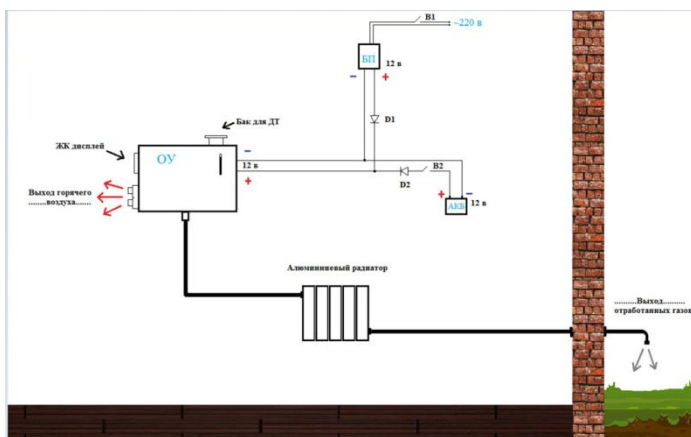 В1
~220 в
БП
12 в
−
+
Бак для ДТ
D1
ЖК дисплей
ОУ
−
12 в
+
В2
D2
+
−
АКБ
12 в
Выход горячего
.........воздуха.......
Алюминиевый радиатор
..........Выход..........
отработанных газов